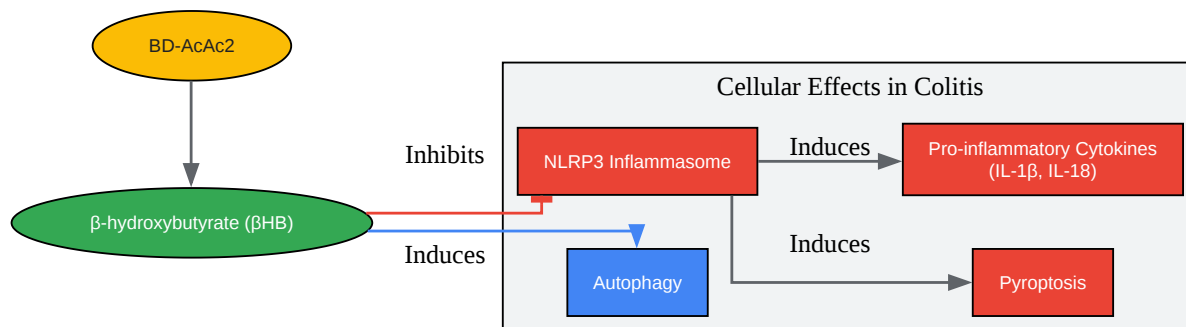 BD-AcAc2
Cellular Effects in Colitis
Inhibits
NLRP3 Inflammasome
Induces
Pro-inflammatory Cytokines
(IL-1β, IL-18)
β-hydroxybutyrate (βHB)
Induces
Autophagy
Induces
Pyroptosis